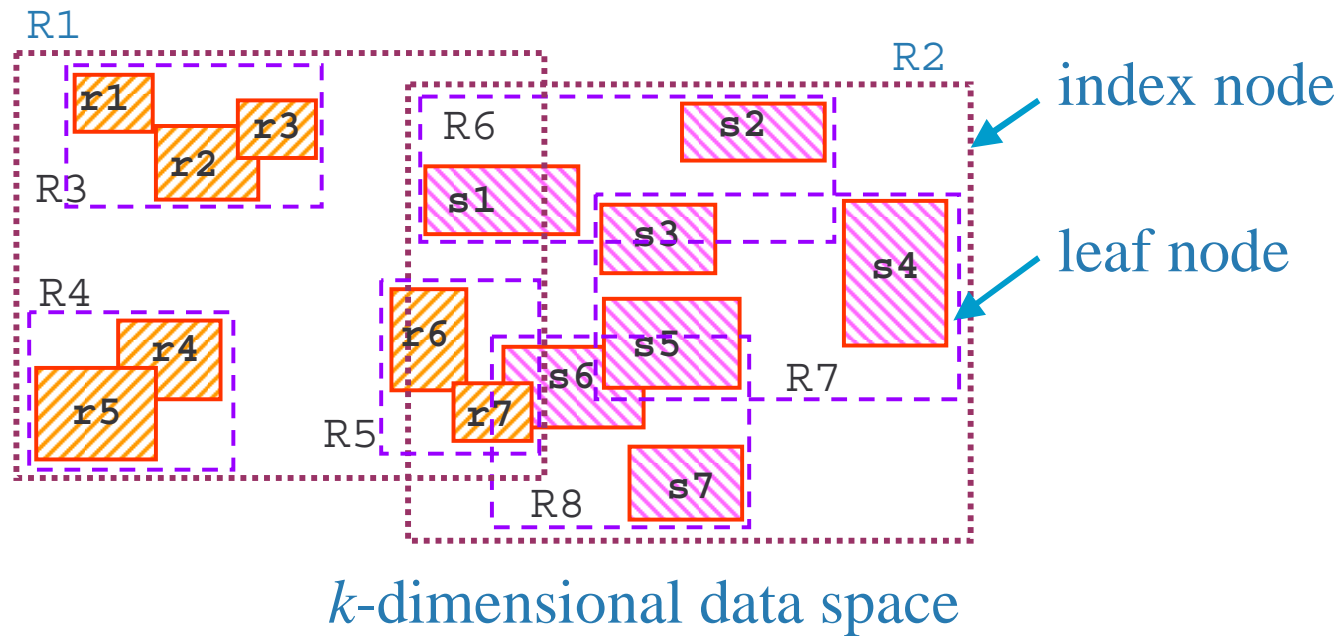 R1
R2
index node
r1
r3
R6
s2
r2
R3
s1
s3
s4
leaf node
R4
r4
r6
s5
s6
R7
r5
r7
R5
s7
R8
k-dimensional data space